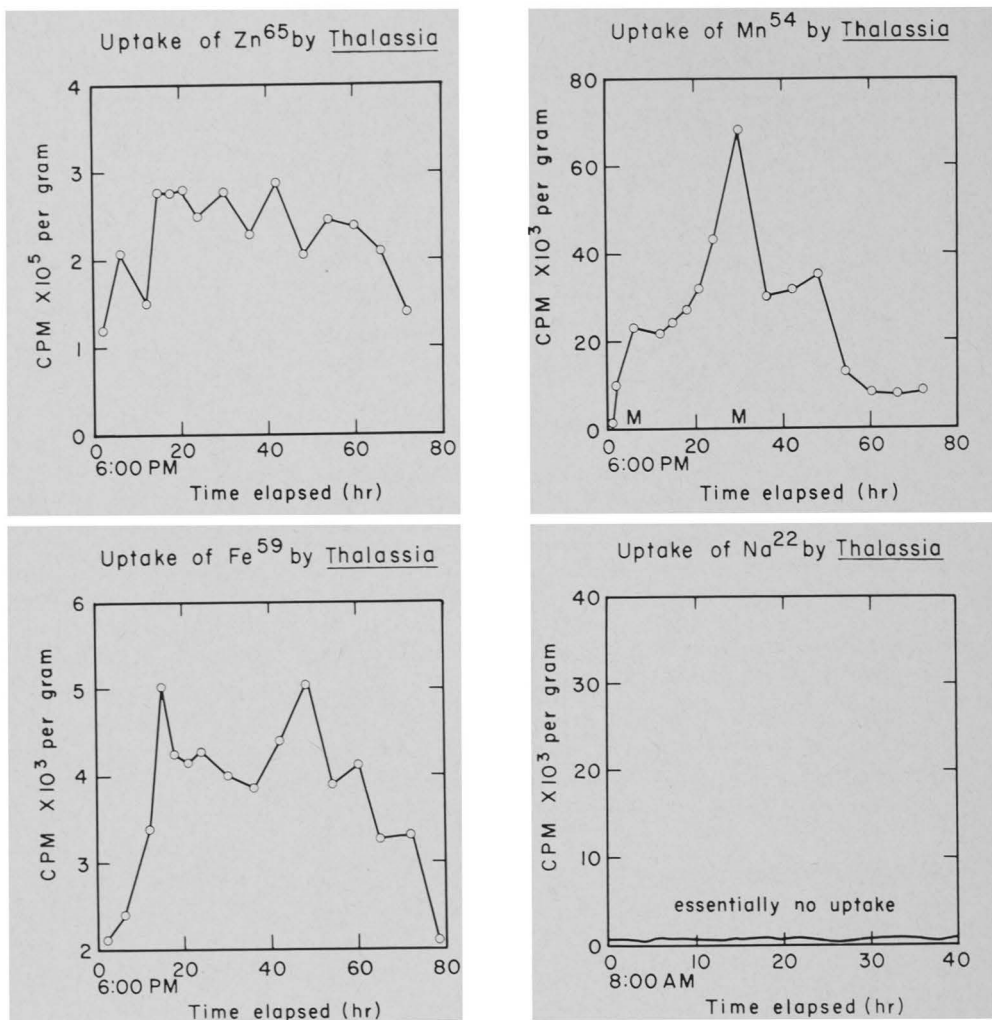 Uptake of Zn65 by Thalassia
4
3
2
1
0
CPM X10^5 per gram
0 20 40 60 80
6:00 PM
Time elapsed (hr)
Uptake of Mn54 by Thalassia
80
60
40
20
0
CPM X10^3 per gram
M M
0 20 40 60 80
6:00 PM
Time elapsed (hr)
Uptake of Fe59 by Thalassia
6
5
4
3
2
CPM X10^3 per gram
0 20 40 60 80
6:00 PM
Time elapsed (hr)
Uptake of Na22 by Thalassia
40
30
20
10
0
CPM X10^3 per gram
essentially no uptake
0 10 20 30 40
8:00 AM
Time elapsed (hr)